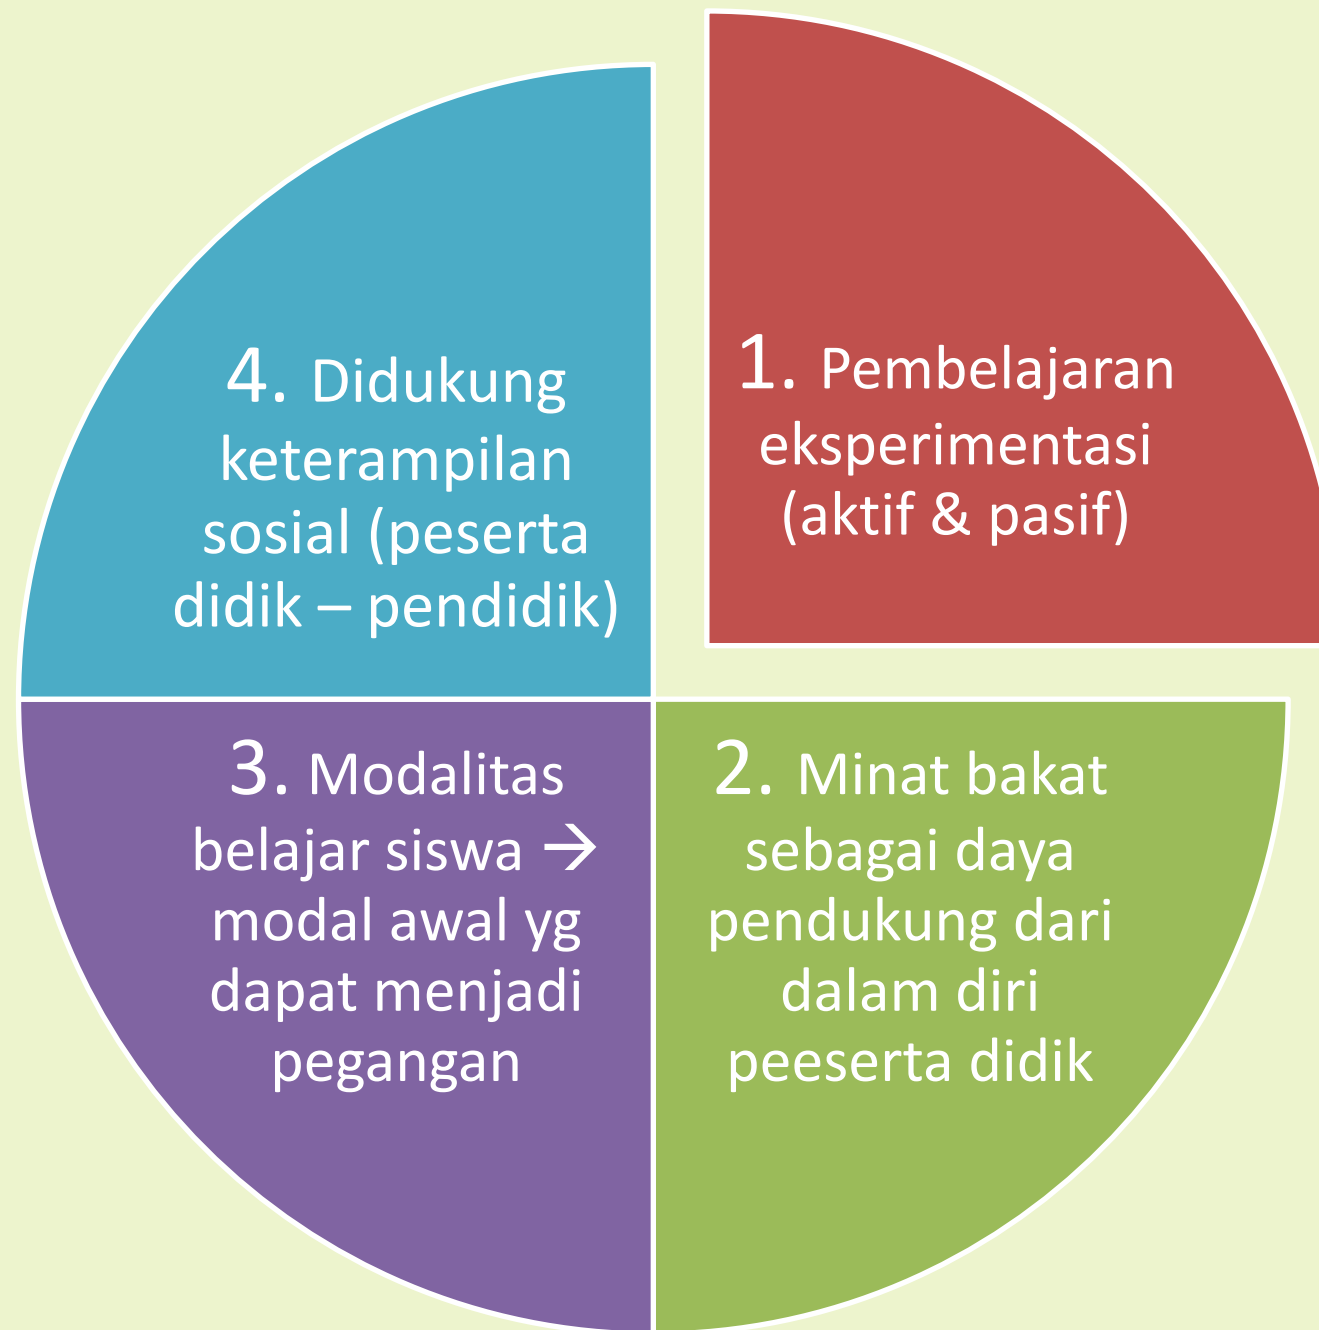 1. Pembelajaran
eksperimentasi
(aktif & pasif)
2. Minat bakat
sebagai daya
pendukung dari
dalam diri
peeserta didik
3. Modalitas
belajar siswa →
modal awal yg
dapat menjadi
pegangan
4. Didukung
keterampilan
sosial (peserta
didik – pendidik)